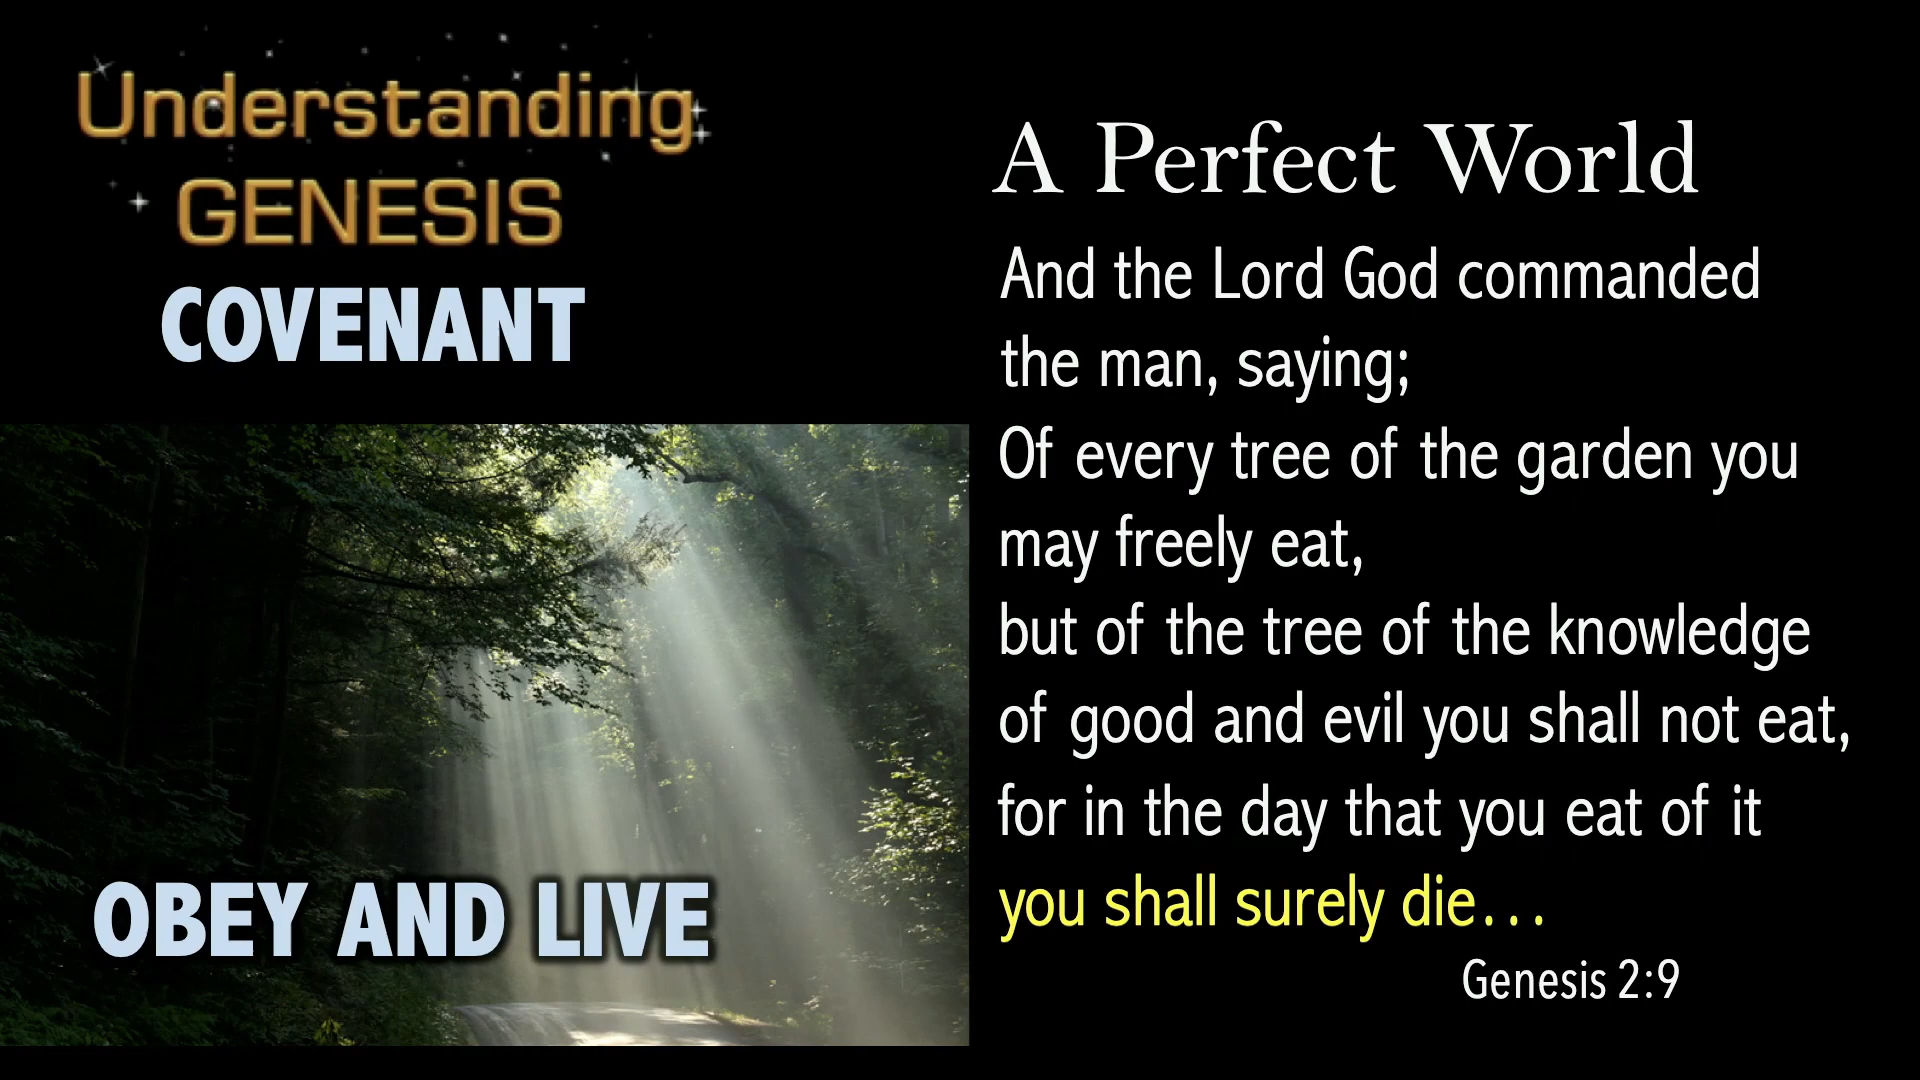 Understanding
GENESIS
COVENANT
OBEY AND LIVE
A Perfect World
And the Lord God commanded
the man, saying;
Of every tree of the garden you
may freely eat,
but of the tree of the knowledge
of good and evil you shall not eat,
for in the day that you eat of it
you shall surely die...
Genesis 2:9